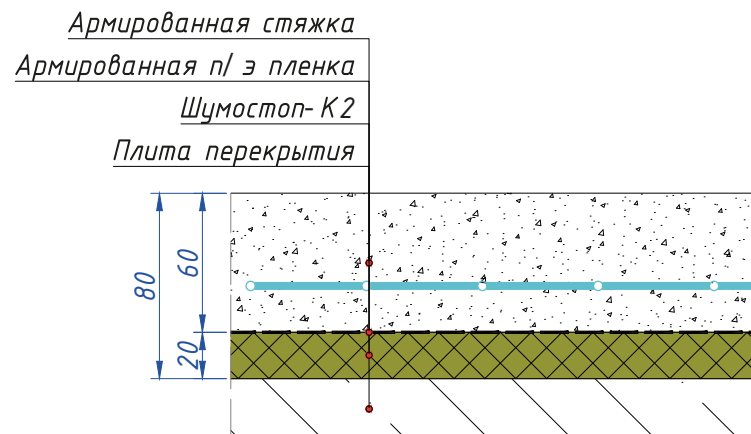 Армированная стяжка
Армированная п/ э пленка
Шумостоп- К2
Плита перекрытия
80
60
20